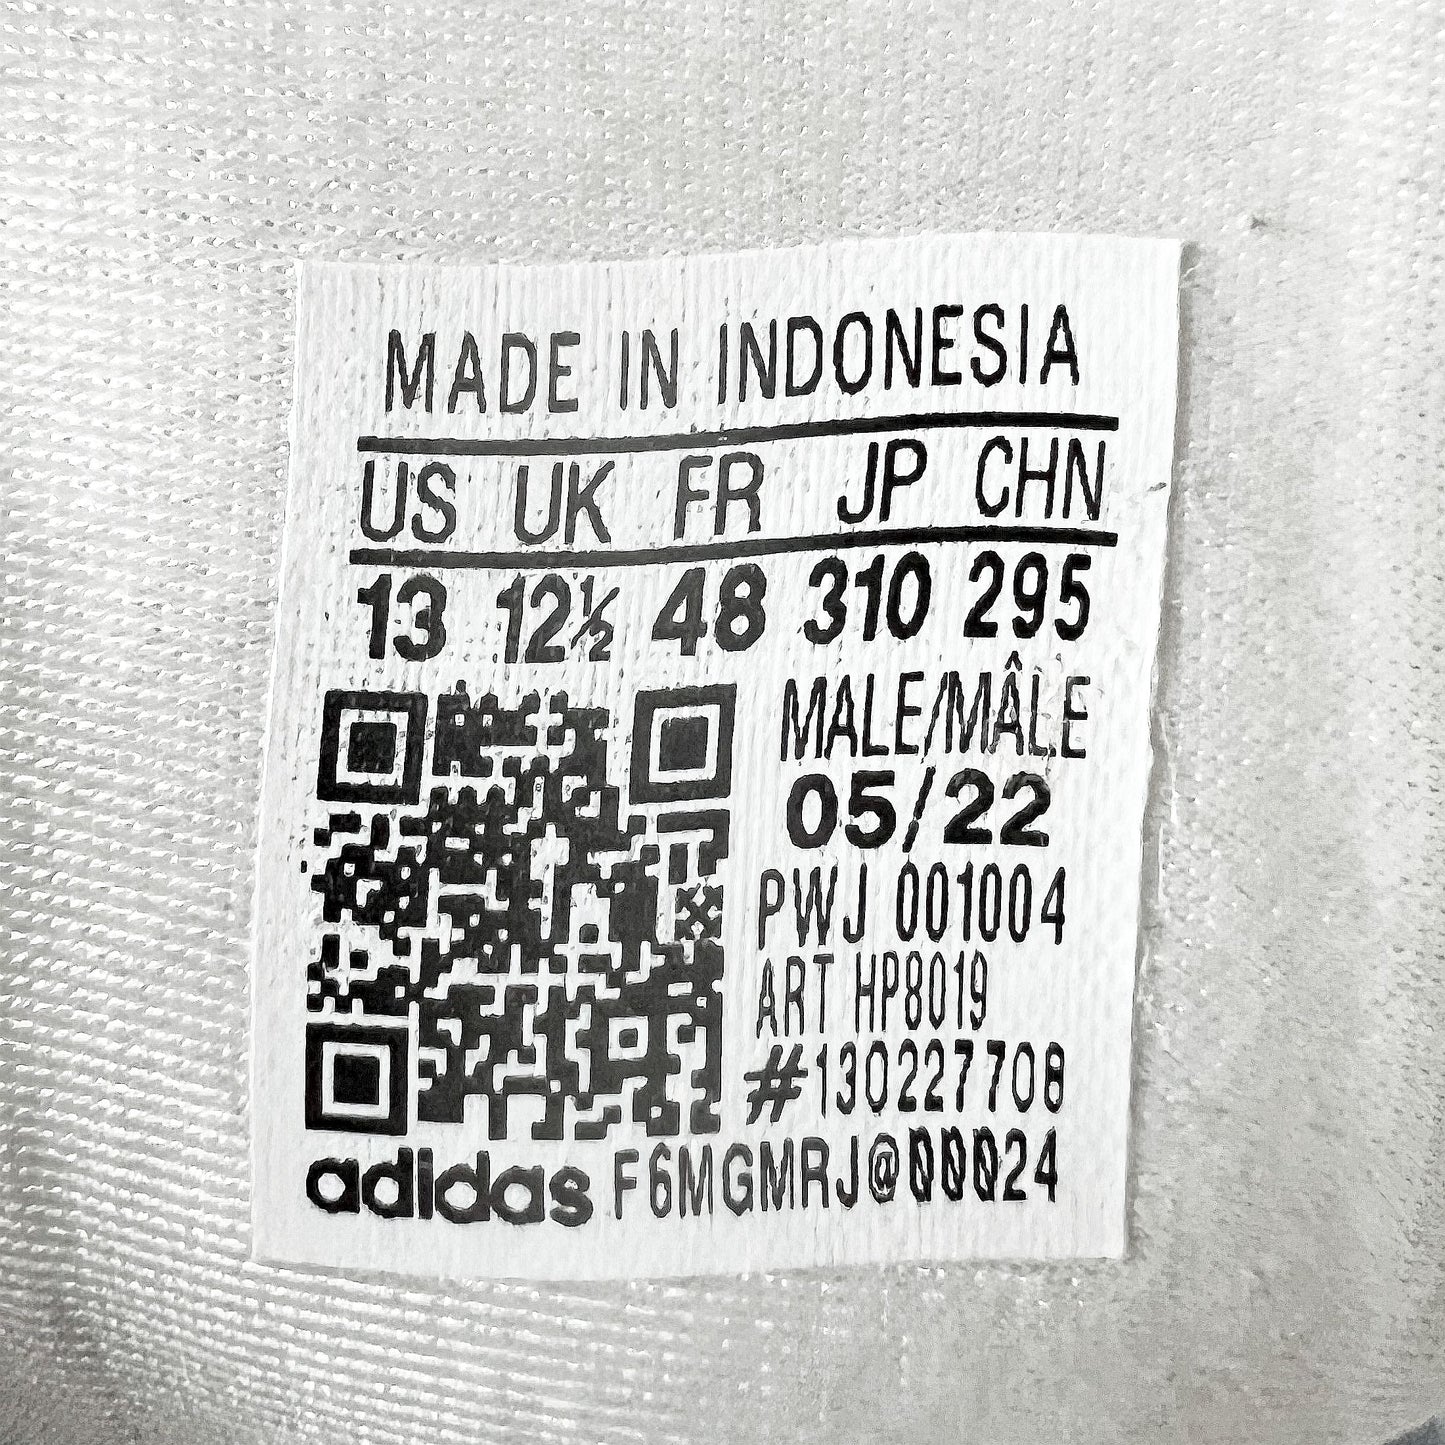 MADE IN INDONESIA
US UK FR JP CHN
13 12½ 48 310 295
MALE/MÂLE
05/22
PWJ 001004
ART HP8019
#130227708
adidas F6MGMRJ@00024